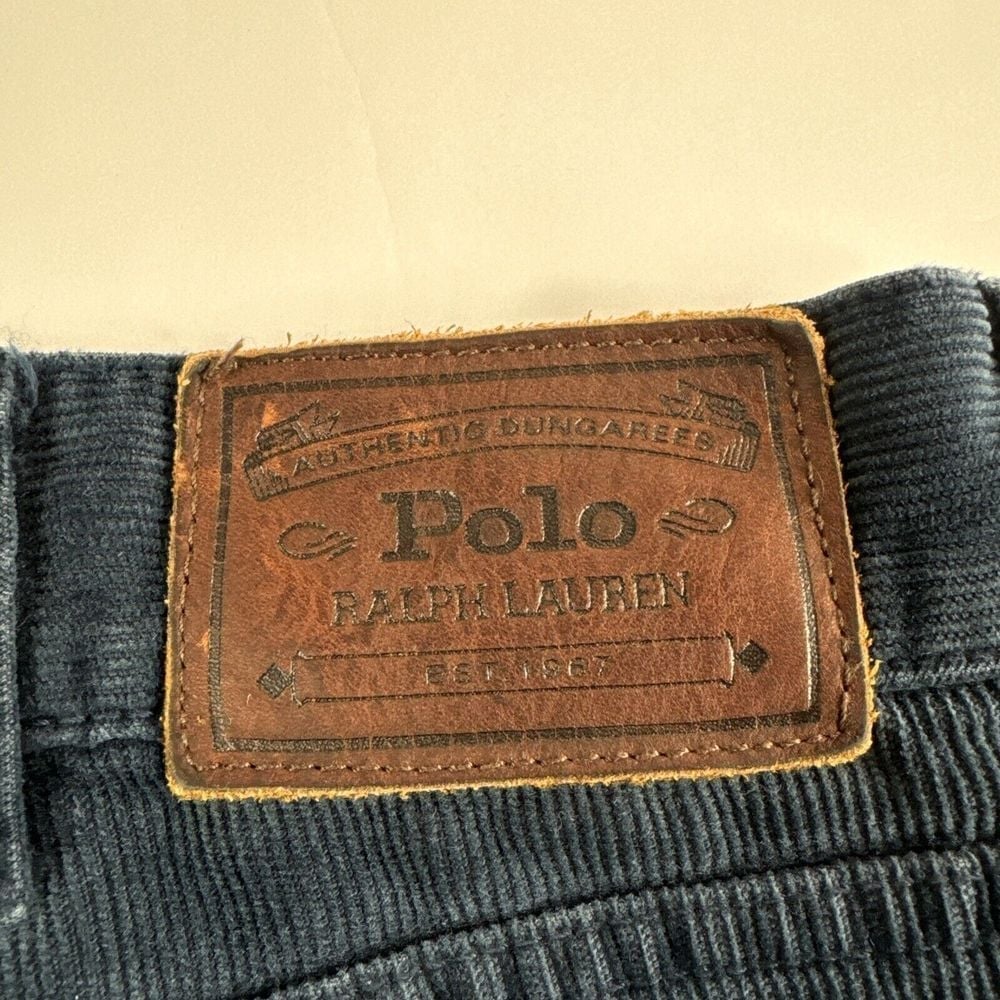 AUTHENTIC DUNGAREES
Polo
RALPH LAUREN
EST. 1967